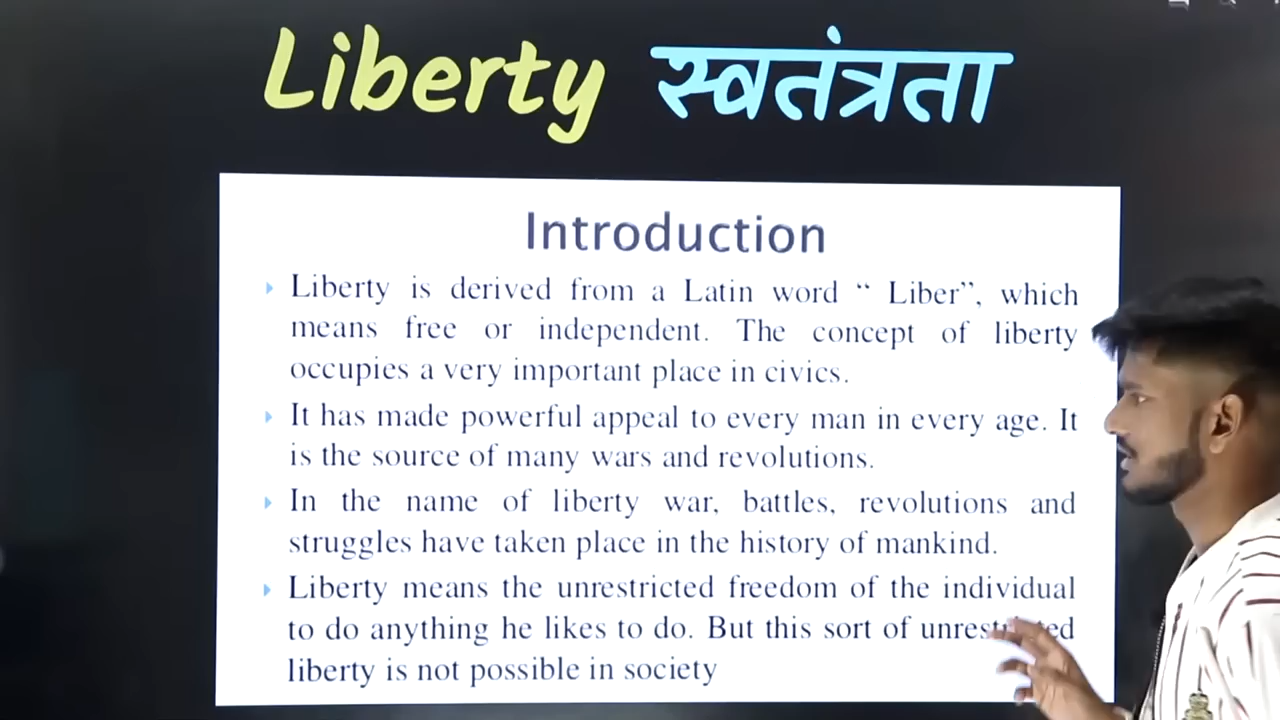 Liberty स्वतंत्रता
Introduction
Liberty is derived from a Latin word “ Liber”, which
means free or independent. The concept of liberty
occupies a very important place in civics.
It has made powerful appeal to every man in every age. It
is the source of many wars and revolutions.
In the name of liberty war, battles, revolutions and
struggles have taken place in the history of mankind.
Liberty means the unrestricted freedom of the individual
to do anything he likes to do. But this sort of unrestricted
liberty is not possible in society